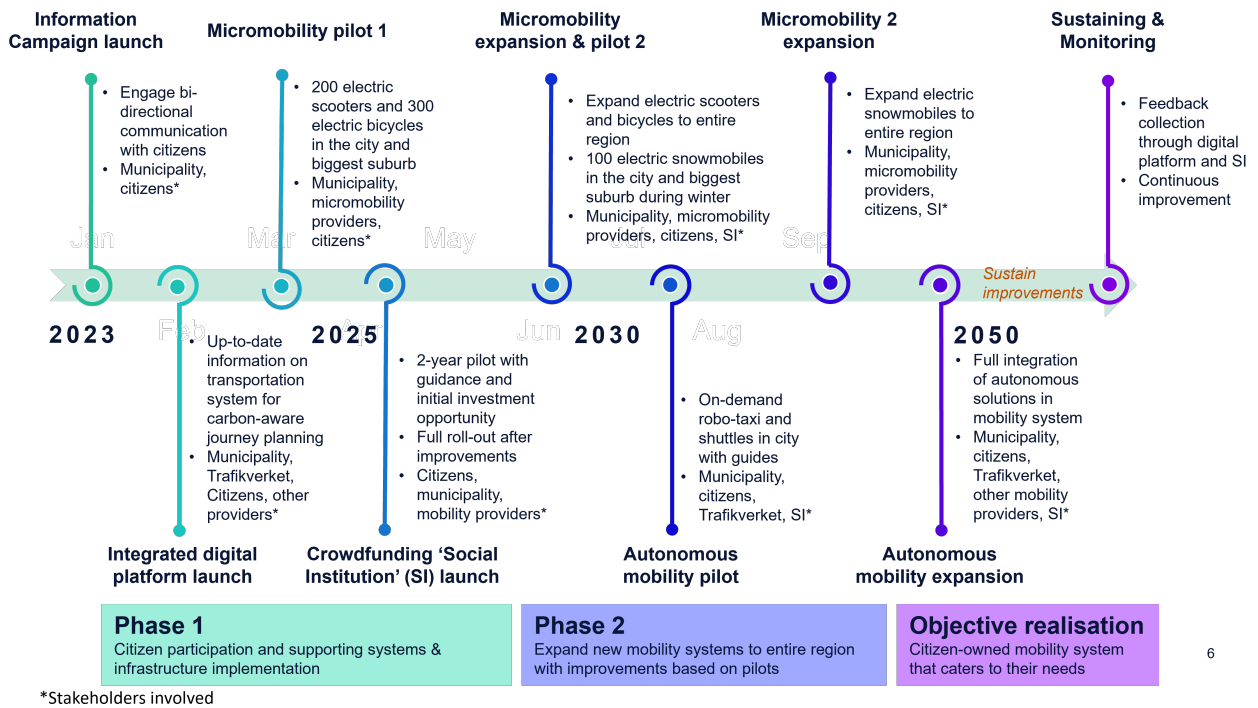 Information
Campaign launch
Micromobility pilot 1
Micromobility
expansion & pilot 2
Micromobility 2
expansion
Sustaining &
Monitoring
• Engage bi-
directional
communication
with citizens
• Municipality,
citizens*
• 200 electric
scooters and 300
electric bicycles
in the city and
biggest suburb
• Municipality,
micromobility
providers,
citizens*
• Expand electric scooters
and bicycles to entire
region
• 100 electric snowmobiles
in the city and biggest
suburb during winter
• Municipality, micromobility
providers, citizens, SI*
• Expand electric
snowmobiles to
entire region
• Municipality,
micromobility
providers,
citizens, SI*
• Feedback
collection
through digital
platform and SI
• Continuous
improvement
Jan
Mar
May
Jul
Sep
Sustain
improvements
2023
Feb
2025
Apr
Jun
2030
Aug
2050
• Up-to-date
information on
transportation
system for
carbon-aware
journey planning
• Municipality,
Trafikverket,
Citizens, other
providers*
• 2-year pilot with
guidance and
initial investment
opportunity
• Full roll-out after
improvements
• Citizens,
municipality,
mobility providers*
• On-demand
robo-taxi and
shuttles in city
with guides
• Municipality,
citizens,
Trafikverket, SI*
• Full integration
of autonomous
solutions in
mobility system
• Municipality,
citizens,
Trafikverket,
other mobility
providers, SI*
Integrated digital
platform launch
Crowdfunding ‘Social
Institution’ (SI) launch
Autonomous
mobility pilot
Autonomous
mobility expansion
Phase 1
Citizen participation and supporting systems &
infrastructure implementation
Phase 2
Expand new mobility systems to entire region
with improvements based on pilots
Objective realisation
Citizen-owned mobility system
that caters to their needs
6
*Stakeholders involved